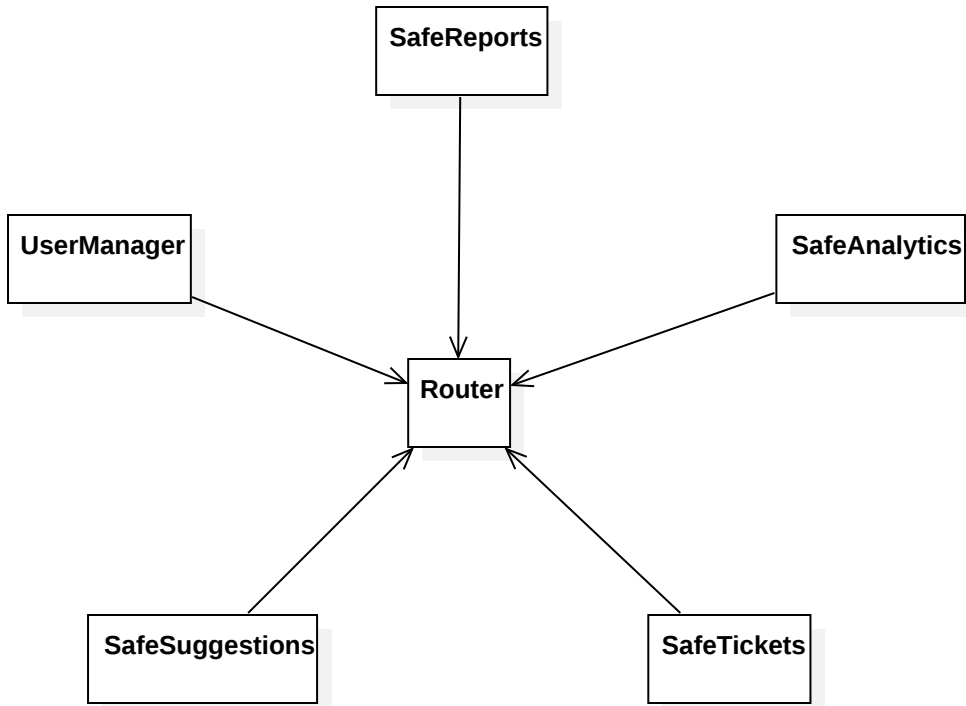 SafeReports
UserManager
SafeAnalytics
Router
SafeSuggestions
SafeTickets